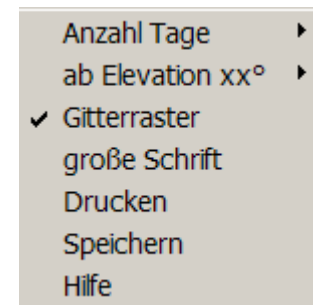 Anzahl Tage
ab Elevation xx°
Gitterraster
große Schrift
Drucken
Speichern
Hilfe